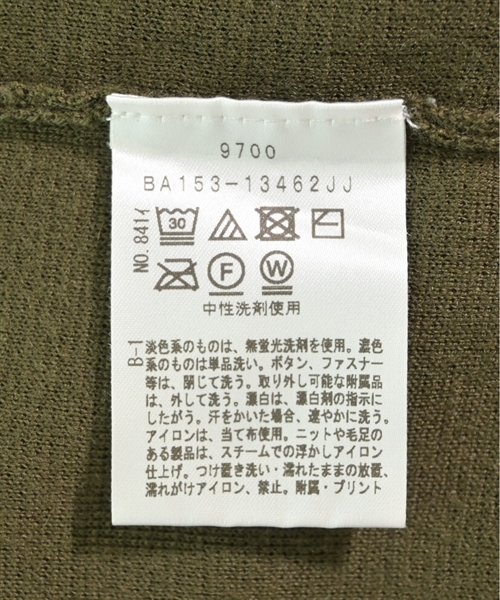 9700
BA153-13462JJ
NO.8414
30
F
W
中性洗剤使用
B-1
淡色系のものは、無蛍光洗剤を使用。濃色
系のものは単品洗い。ボタン、ファスナー
等は、閉じて洗う。取り外し可能な附属品
は、外して洗う。漂白は、漂白剤の指示に
したがう。汗をかいた場合、速やかに洗う。
アイロンは、当て布使用。ニットや毛足の
ある製品は、スチームでの浮かしアイロン
仕上げ。つけ置き洗い・濡れたままの放置、
濡れがけアイロン、禁止。附属・プリント